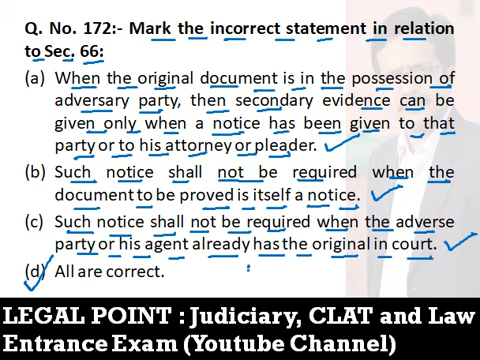 Q. No. 172:- Mark the incorrect statement in relation
to Sec. 66:
(a) When the original document is in the possession of
adversary party, then secondary evidence can be
given only when a notice has been given to that
party or to his attorney or pleader.
(b) Such notice shall not be required when the
document to be proved is itself a notice.
(c) Such notice shall not be required when the adverse
party or his agent already has the original in court.
(d) All are correct.
LEGAL POINT : Judiciary, CLAT and Law
Entrance Exam (Youtube Channel)